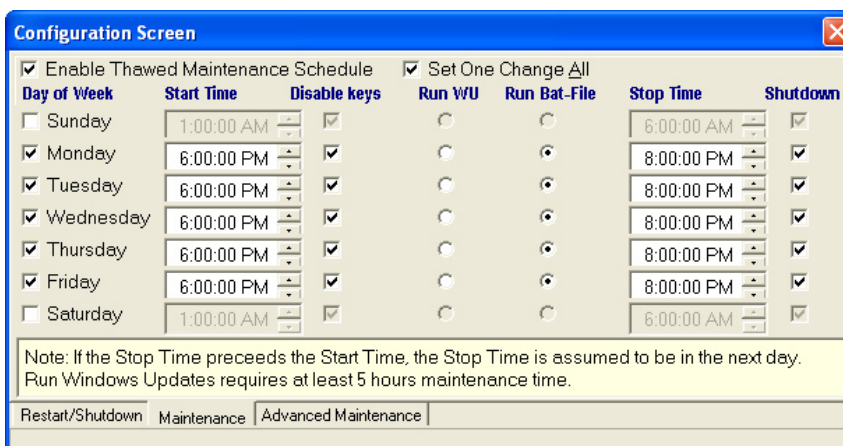 Configuration Screen
Enable Thawed Maintenance Schedule Set One Change All
Day of Week Start Time Disable keys Run WU Run Bat-File Stop Time Shutdown
Sunday 1:00:00 AM 6:00:00 AM
Monday 6:00:00 PM 8:00:00 PM
Tuesday 6:00:00 PM 8:00:00 PM
Wednesday 6:00:00 PM 8:00:00 PM
Thursday 6:00:00 PM 8:00:00 PM
Friday 6:00:00 PM 8:00:00 PM
Saturday 1:00:00 AM 6:00:00 AM
Note: If the Stop Time preceeds the Start Time, the Stop Time is assumed to be in the next day.
Run Windows Updates requires at least 5 hours maintenance time.
Restart/Shutdown Maintenance Advanced Maintenance